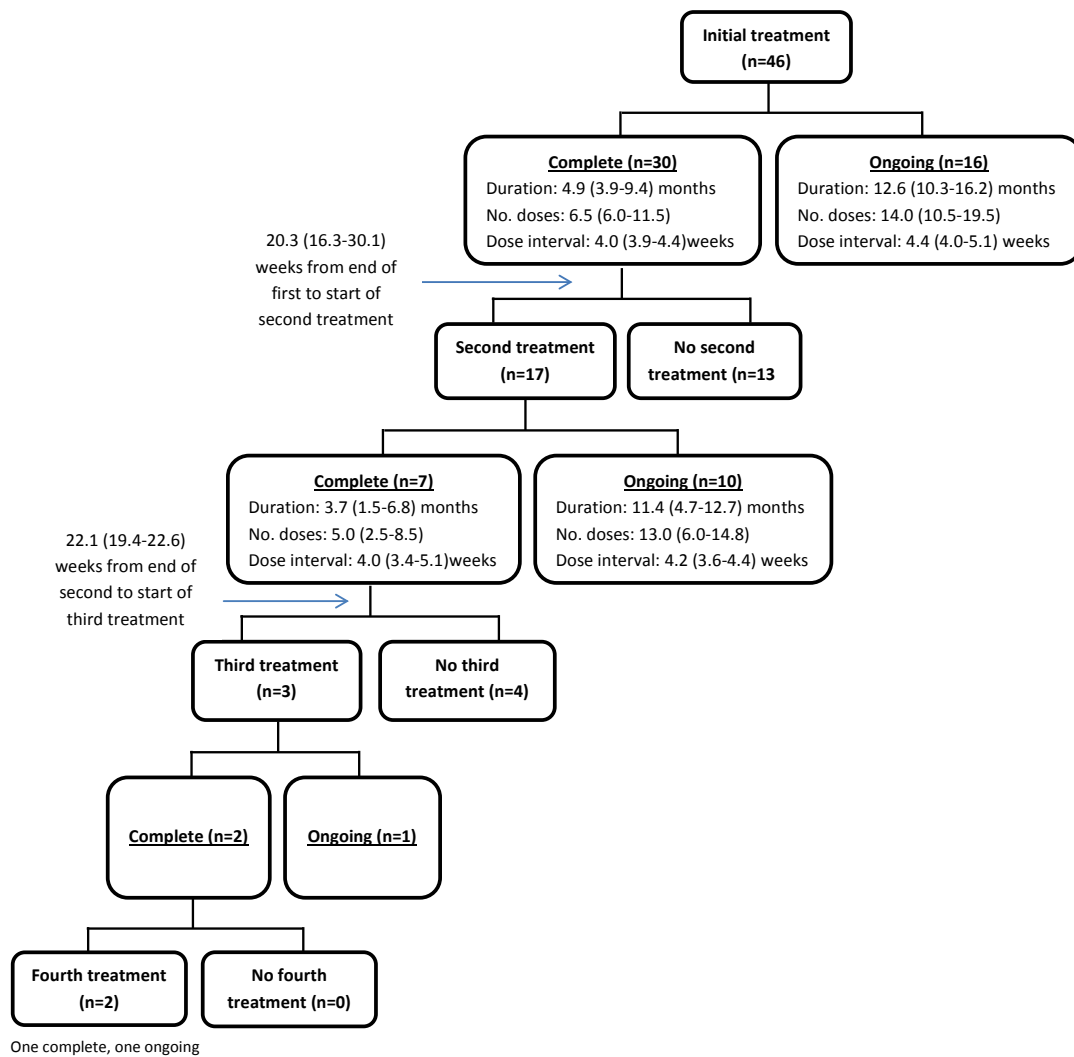 Initial treatment
(n=46)
Complete (n=30)
Duration: 4.9 (3.9-9.4) months
No. doses: 6.5 (6.0-11.5)
Dose interval: 4.0 (3.9-4.4)weeks
Ongoing (n=16)
Duration: 12.6 (10.3-16.2) months
No. doses: 14.0 (10.5-19.5)
Dose interval: 4.4 (4.0-5.1) weeks
20.3 (16.3-30.1)
weeks from end of
first to start of
second treatment
Second treatment
(n=17)
No second
treatment (n=13
Complete (n=7)
Duration: 3.7 (1.5-6.8) months
No. doses: 5.0 (2.5-8.5)
Dose interval: 4.0 (3.4-5.1)weeks
Ongoing (n=10)
Duration: 11.4 (4.7-12.7) months
No. doses: 13.0 (6.0-14.8)
Dose interval: 4.2 (3.6-4.4) weeks
22.1 (19.4-22.6)
weeks from end of
second to start of
third treatment
Third treatment
(n=3)
No third
treatment (n=4)
Complete (n=2)
Ongoing (n=1)
Fourth treatment
(n=2)
No fourth
treatment (n=0)
One complete, one ongoing